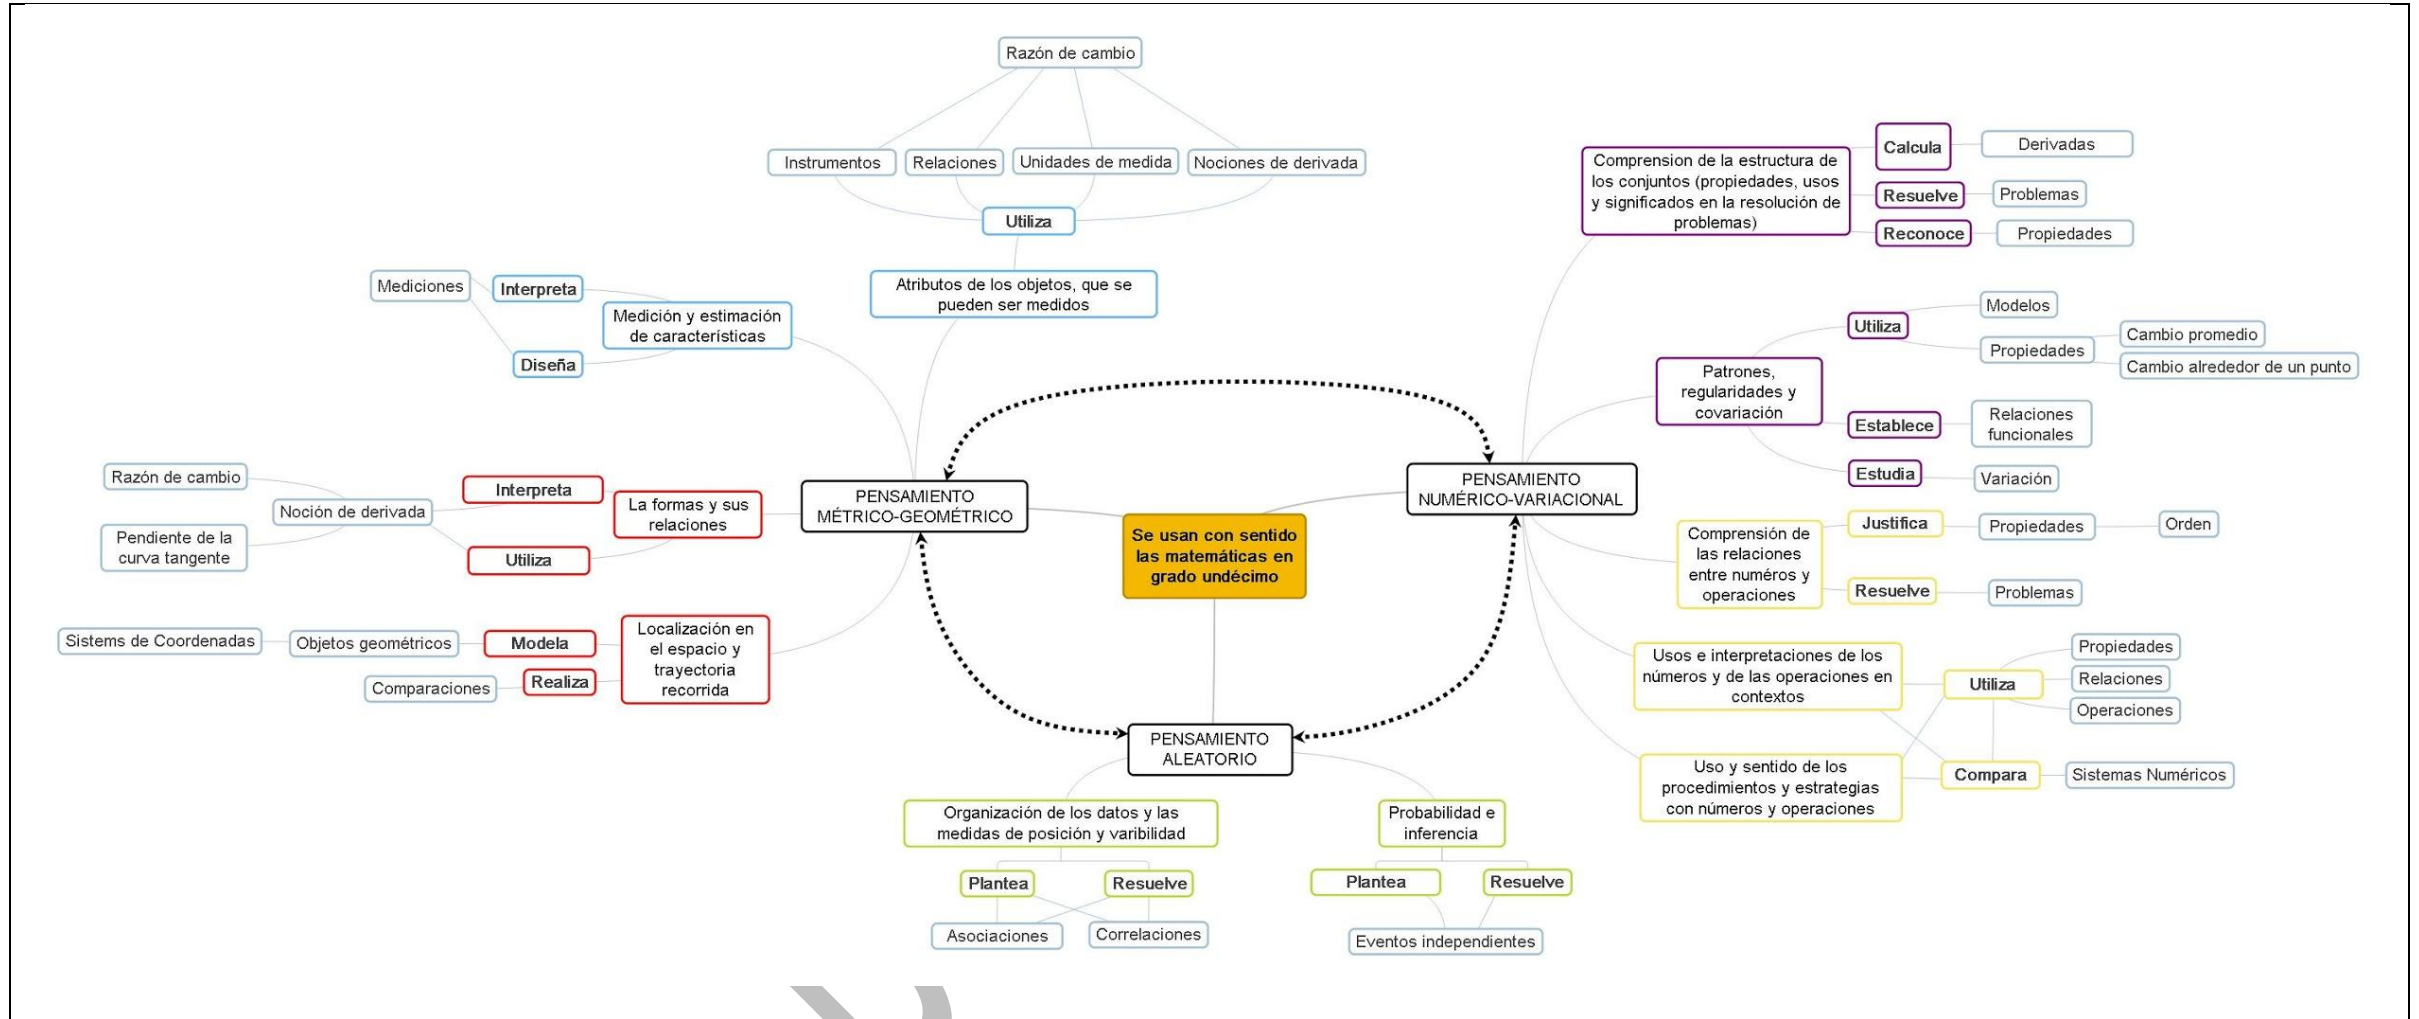 Razón de cambio
Instrumentos
Relaciones
Unidades de medida
Nociones de derivada
Utiliza
Atributos de los objetos, que se
pueden ser medidos
Mediciones
Interpreta
Diseña
Medición y estimación
de características
Razón de cambio
Noción de derivada
Pendiente de la
curva tangente
Interpreta
Utiliza
La formas y sus
relaciones
PENSAMIENTO
MÉTRICO-GEOMÉTRICO
Sistems de Coordenadas
Objetos geométricos
Modela
Comparaciones
Realiza
Localización en
el espacio y
trayectoria
recorrida
Se usan con sentido
las matemáticas en
grado undécimo
PENSAMIENTO
ALEATORIO
Organización de los datos y las
medidas de posición y varibilidad
Plantea
Resuelve
Asociaciones
Correlaciones
Probabilidad e
inferencia
Plantea
Resuelve
Eventos independientes
PENSAMIENTO
NUMÉRICO-VARIACIONAL
Comprension de la estructura de
los conjuntos (propiedades, usos
y significados en la resolución de
problemas)
Calcula
Derivadas
Resuelve
Problemas
Reconoce
Propiedades
Patrones,
regularidades y
covariación
Utiliza
Modelos
Propiedades
Cambio promedio
Cambio alrededor de un punto
Establece
Relaciones
funcionales
Estudia
Variación
Comprensión de
las relaciones
entre numéros y
operaciones
Justifica
Propiedades
Orden
Resuelve
Problemas
Usos e interpretaciones de los
números y de las operaciones en
contextos
Utiliza
Propiedades
Relaciones
Operaciones
Uso y sentido de los
procedimientos y estrategias
con números y operaciones
Compara
Sistemas Numéricos